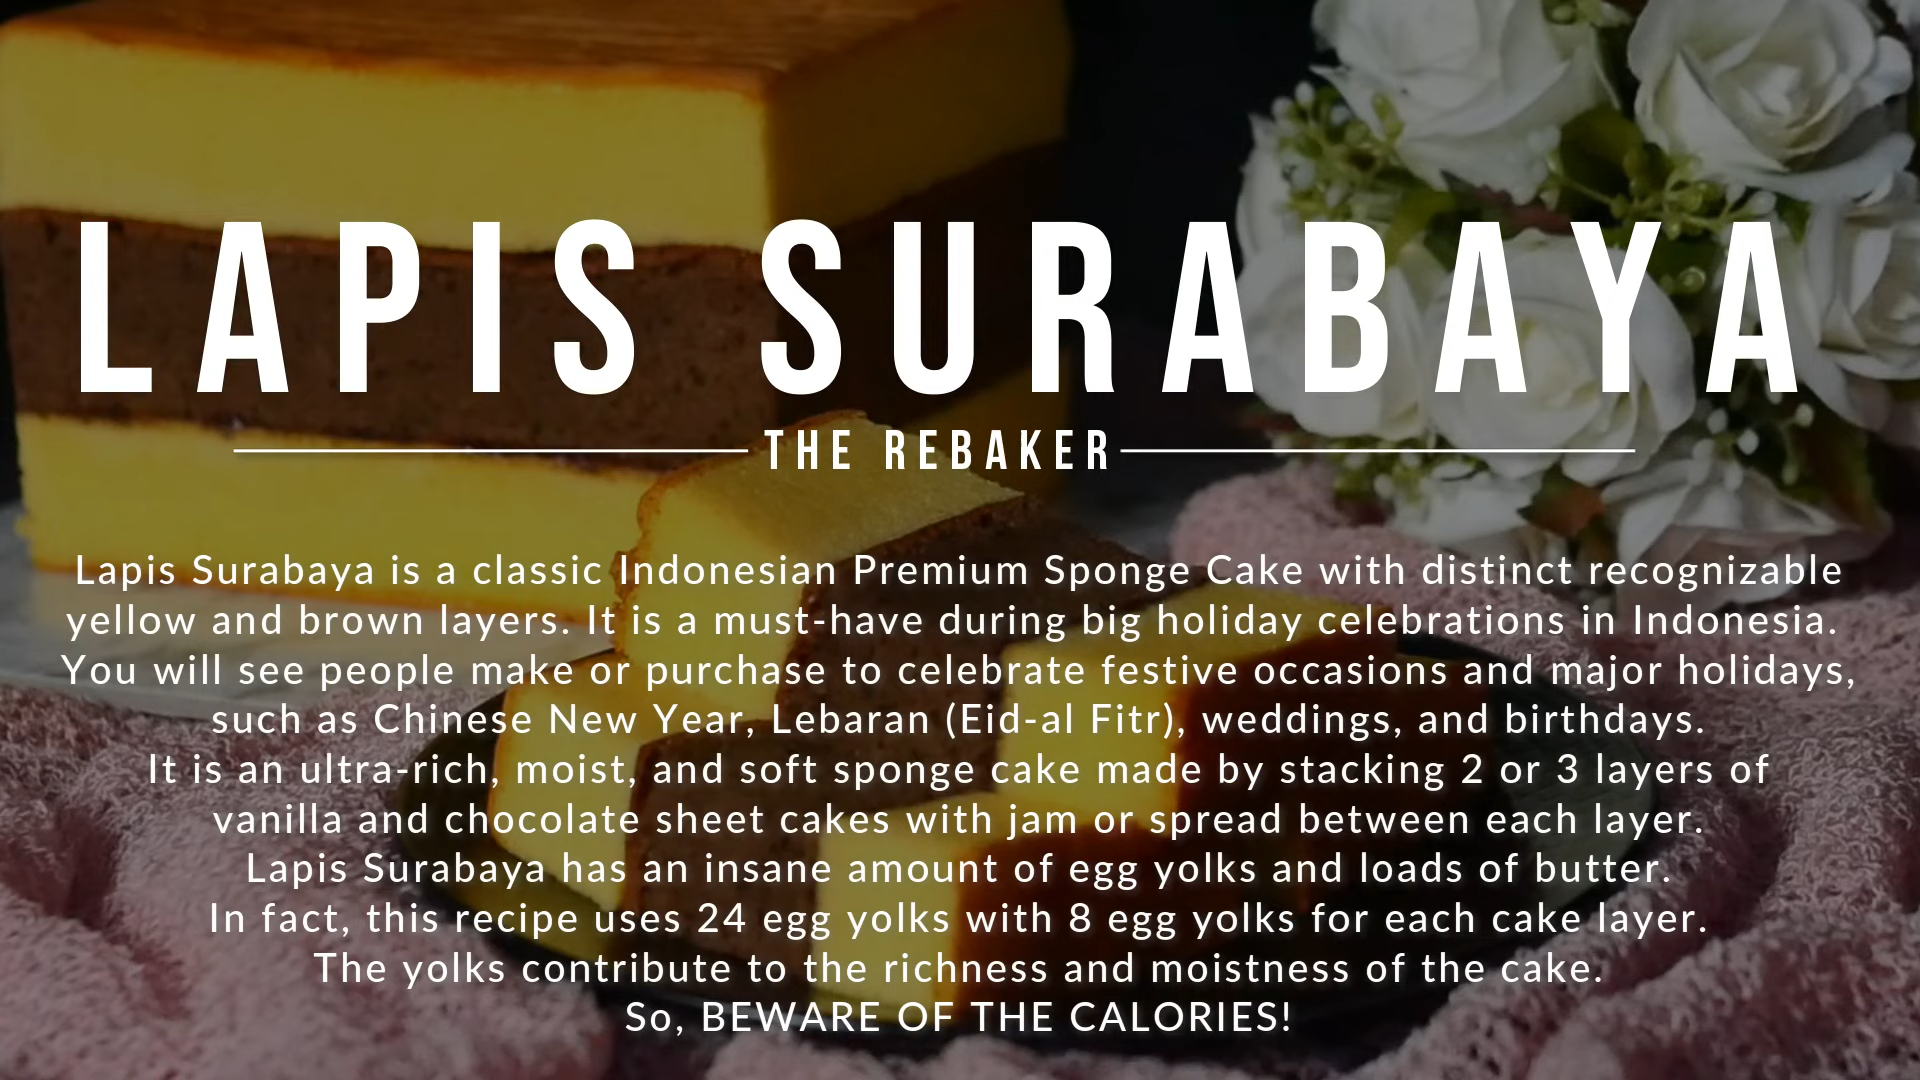 LAPIS SURABAYA
THE REBAKER
Lapis Surabaya is a classic Indonesian Premium Sponge Cake with distinct recognizable
yellow and brown layers. It is a must-have during big holiday celebrations in Indonesia.
You will see people make or purchase to celebrate festive occasions and major holidays,
such as Chinese New Year, Lebaran (Eid-al Fitr), weddings, and birthdays.
It is an ultra-rich, moist, and soft sponge cake made by stacking 2 or 3 layers of
vanilla and chocolate sheet cakes with jam or spread between each layer.
Lapis Surabaya has an insane amount of egg yolks and loads of butter.
In fact, this recipe uses 24 egg yolks with 8 egg yolks for each cake layer.
The yolks contribute to the richness and moistness of the cake.
So, BEWARE OF THE CALORIES!